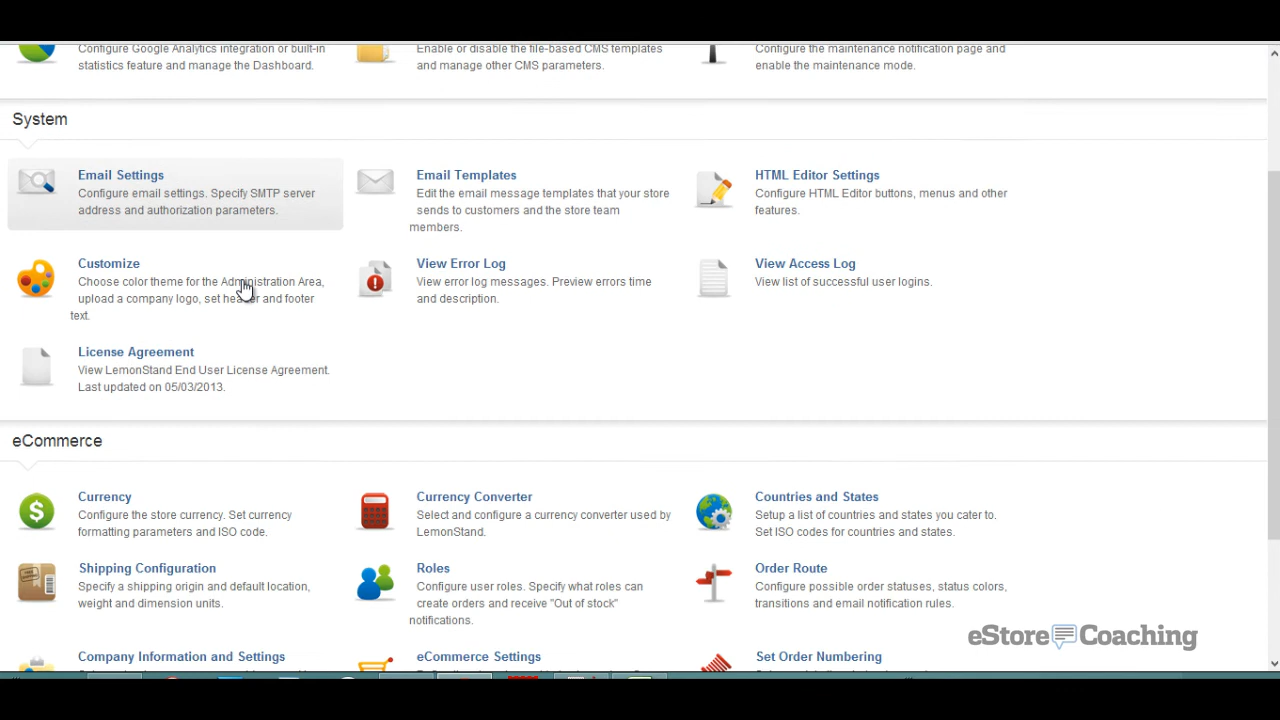 Configure Google Analytics integration or built-in
statistics feature and manage the Dashboard.
Enable or disable the file-based CMS templates
and manage other CMS parameters.
Configure the maintenance notification page and
enable the maintenance mode.
System
Email Settings
Configure email settings. Specify SMTP server
address and authorization parameters.
Email Templates
Edit the email message templates that your store
sends to customers and the store team
members.
HTML Editor Settings
Configure HTML Editor buttons, menus and other
features.
Customize
Choose color theme for the Administration Area,
upload a company logo, set header and footer
text.
View Error Log
View error log messages. Preview errors time
and description.
View Access Log
View list of successful user logins.
License Agreement
View LemonStand End User License Agreement.
Last updated on 05/03/2013.
eCommerce
Currency
Configure the store currency. Set currency
formatting parameters and ISO code.
Currency Converter
Select and configure a currency converter used by
LemonStand.
Countries and States
Setup a list of countries and states you cater to.
Set ISO codes for countries and states.
Shipping Configuration
Specify a shipping origin and default location,
weight and dimension units.
Roles
Configure user roles. Specify what roles can
create orders and receive "Out of stock"
notifications.
Order Route
Configure possible order statuses, status colors,
transitions and email notification rules.
Company Information and Settings
eCommerce Settings
Set Order Numbering
eStore Coaching